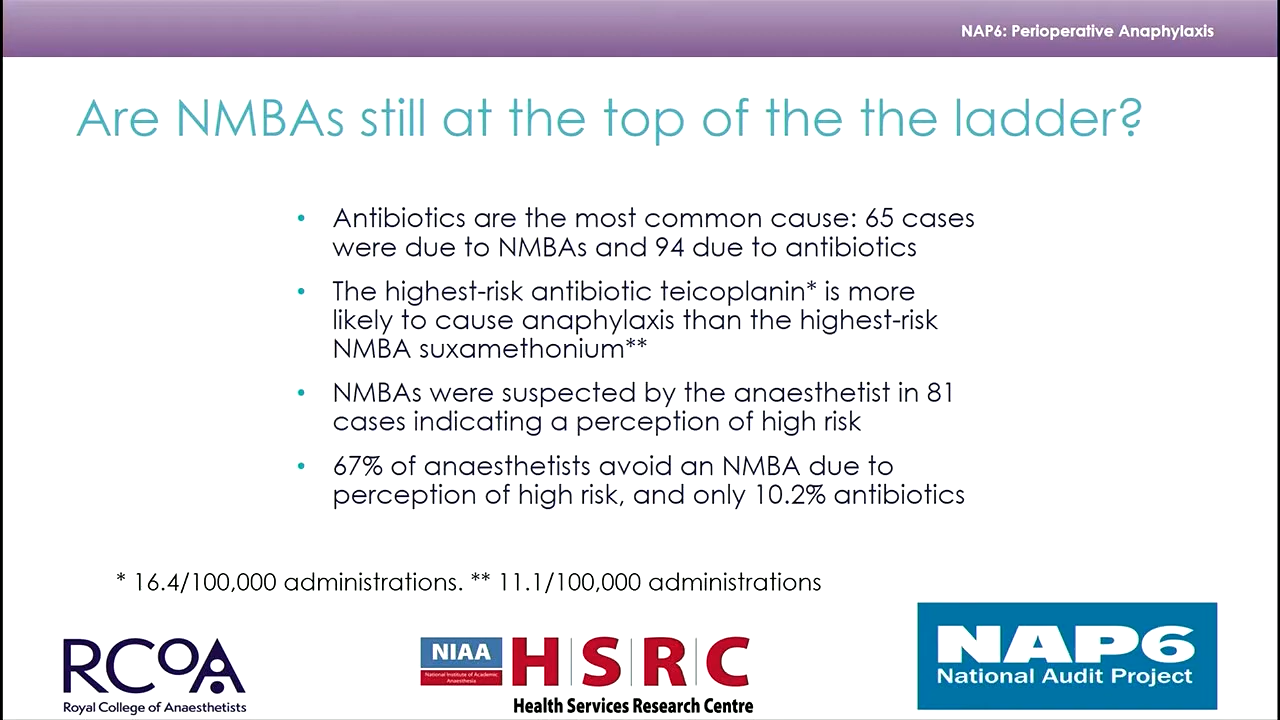 NAP6: Perioperative Anaphylaxis
Are NMBAs still at the top of the the ladder?
• Antibiotics are the most common cause: 65 cases
were due to NMBAs and 94 due to antibiotics
• The highest-risk antibiotic teicoplanin* is more
likely to cause anaphylaxis than the highest-risk
NMBA suxamethonium**
• NMBAs were suspected by the anaesthetist in 81
cases indicating a perception of high risk
• 67% of anaesthetists avoid an NMBA due to
perception of high risk, and only 10.2% antibiotics
* 16.4/100,000 administrations. ** 11.1/100,000 administrations
RCOA
Royal College of Anaesthetists
NIAA
National Institute of Academic
Anaesthesia
HSRC
Health Services Research Centre
NAP6
National Audit Project